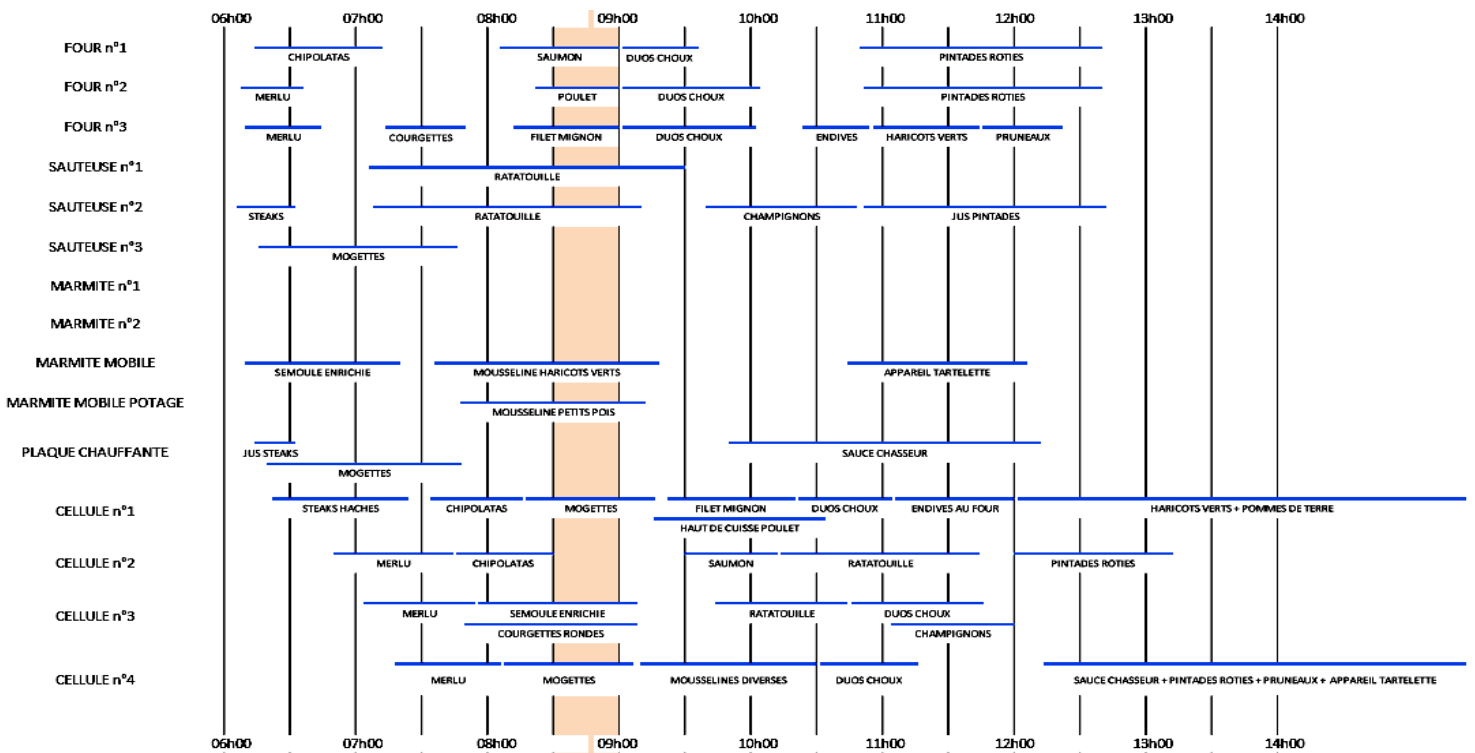 06h00 07h00 08h00 09h00 10h00 11h00 12h00 13h00 14h00
FOUR n°1
CHIPOLATAS SAUMON DUOS CHOUX PINTADES ROTIES
FOUR n°2
MERLU POULET DUOS CHOUX PINTADES ROTIES
FOUR n°3
MERLU COURGETTES FILET MIGNON DUOS CHOUX ENDIVES HARICOTS VERTS PRUNEAUX
SAUTEUSE n°1
RATATOUILLE
SAUTEUSE n°2
STEAKS RATATOUILLE CHAMPIGNONS JUS PINTADES
SAUTEUSE n°3
MOGETTES
MARMITE n°1
MARMITE n°2
MARMITE MOBILE
SEMOULE ENRICHIE MOUSSELINE HARICOTS VERTS APPAREIL TARTELETTE
MARMITE MOBILE POTAGE
MOUSSELINE PETITS POIS
PLAQUE CHAUFFANTE
JUS STEAKS SAUCE CHASSEUR
MOGETTES
CELLULE n°1
STEAKS HACHES CHIPOLATAS MOGETTES FILET MIGNON DUOS CHOUX ENDIVES AU FOUR HARICOTS VERTS + POMMES DE TERRE
HAUT DE CUISSE POULET
CELLULE n°2
MERLU CHIPOLATAS SAUMON RATATOUILLE PINTADES ROTIES
CELLULE n°3
MERLU SEMOULE ENRICHIE RATATOUILLE DUOS CHOUX
COURGETTES RONDES CHAMPIGNONS
CELLULE n°4
MERLU MOGETTES MOUSSELINES DIVERSES DUOS CHOUX SAUCE CHASSEUR + PINTADES ROTIES + PRUNEAUX + APPAREIL TARTELETTE
06h00 07h00 08h00 09h00 10h00 11h00 12h00 13h00 14h00